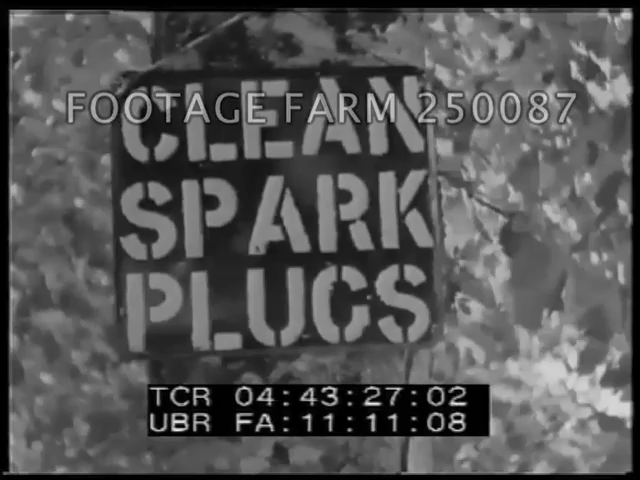 FOOTAGE FARM 250087
CLEAN
SPARK
PLUGS
TCR 04:43:27:02
UBR FA:11:11:08